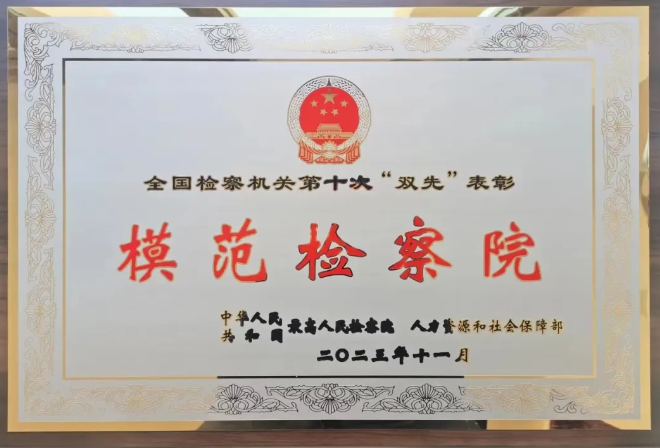 全国检察机关第十次“双先”表彰
模范检察院
中华人民
共和国 最高人民检察院 人力资源和社会保障部
二〇二三年十一月